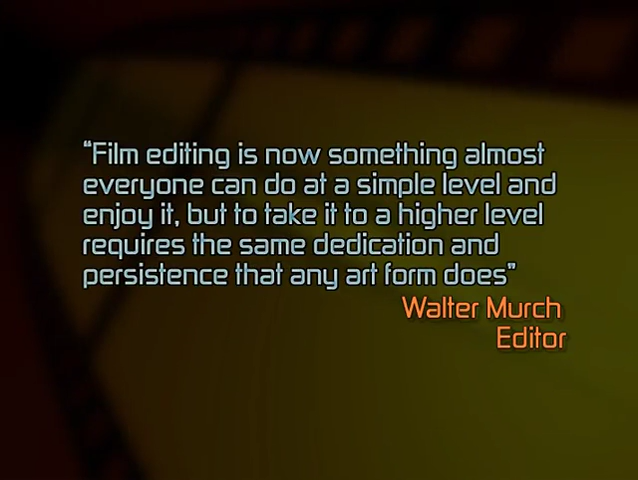 “Film editing is now something almost
everyone can do at a simple level and
enjoy it, but to take it to a higher level
requires the same dedication and
persistence that any art form does”
Walter Murch
Editor